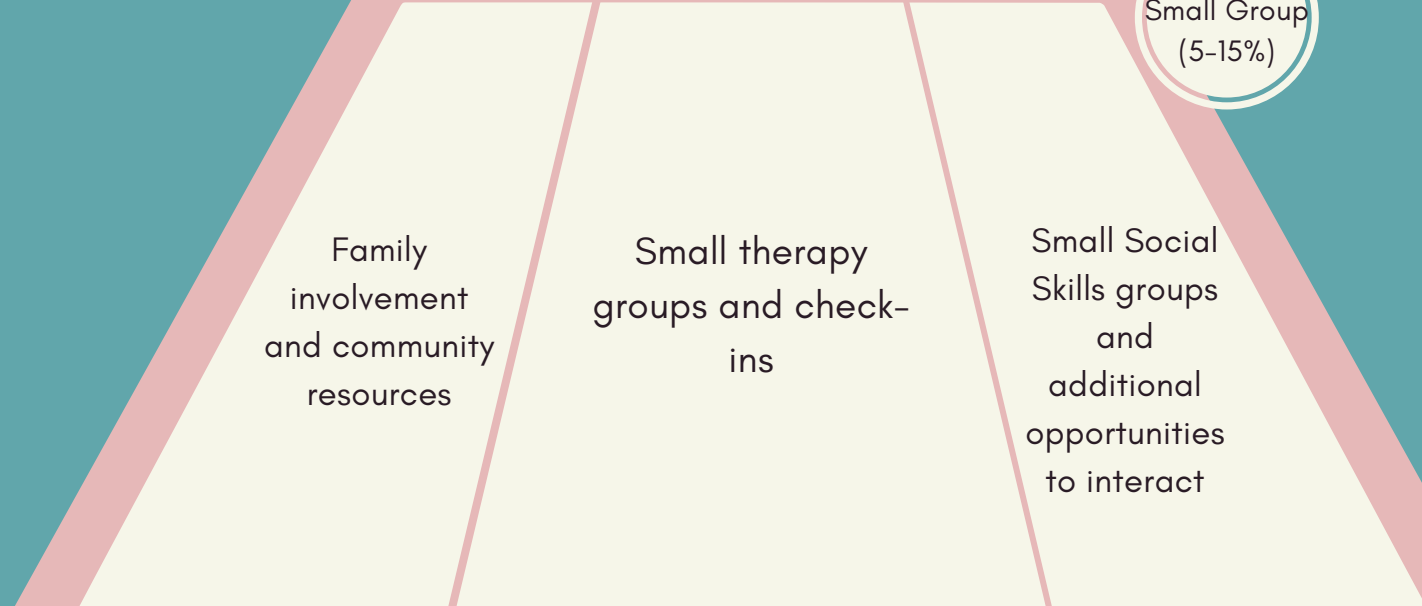 Small Group
(5-15%)
Family
involvement
and community
resources
Small therapy
groups and check-
ins
Small Social
Skills groups
and
additional
opportunities
to interact